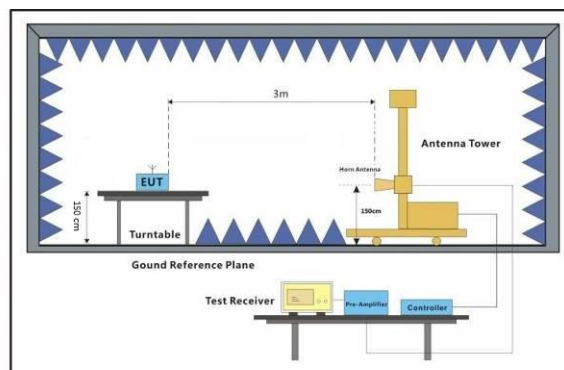 3m
Antenna Tower
Horn Antenna
EUT
150 cm
150cm
Turntable
Gound Reference Plane
Test Receiver
Pre-Amplifier
Controller